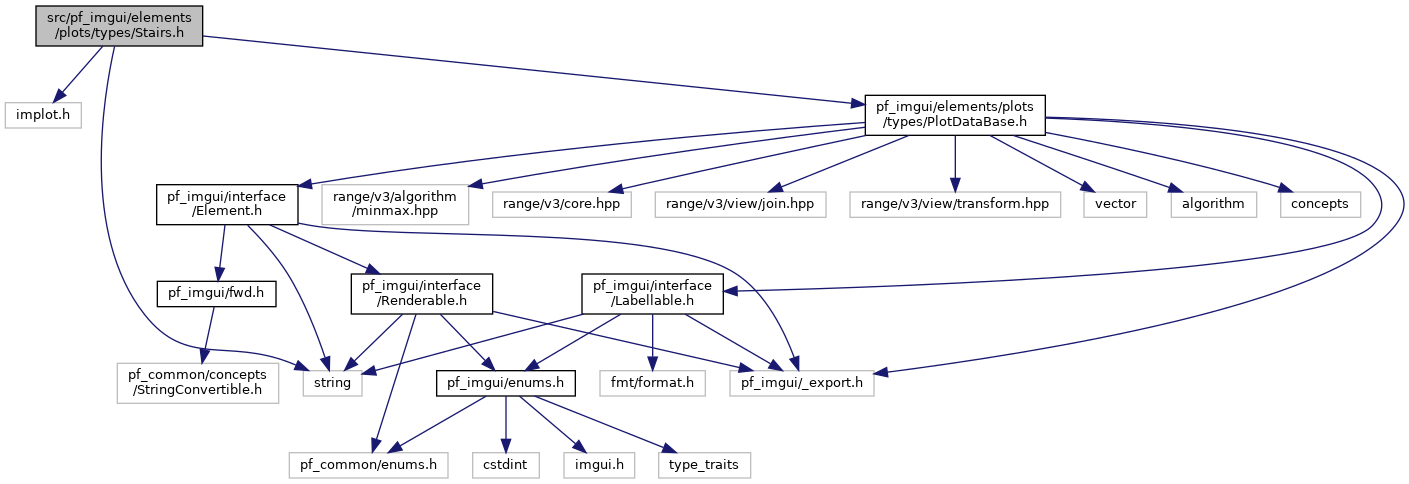 src/pf_imgui/elements
/plots/types/Stairs.h
implot.h
pf_imgui/elements/plots
/types/PlotDataBase.h
pf_imgui/interface
/Element.h
range/v3/algorithm
/minmax.hpp
range/v3/core.hpp
range/v3/view/join.hpp
range/v3/view/transform.hpp
vector
algorithm
concepts
pf_imgui/fwd.h
pf_imgui/interface
/Renderable.h
pf_imgui/interface
/Labellable.h
pf_common/concepts
/StringConvertible.h
string
pf_imgui/enums.h
fmt/format.h
pf_imgui/_export.h
pf_common/enums.h
cstdint
imgui.h
type_traits